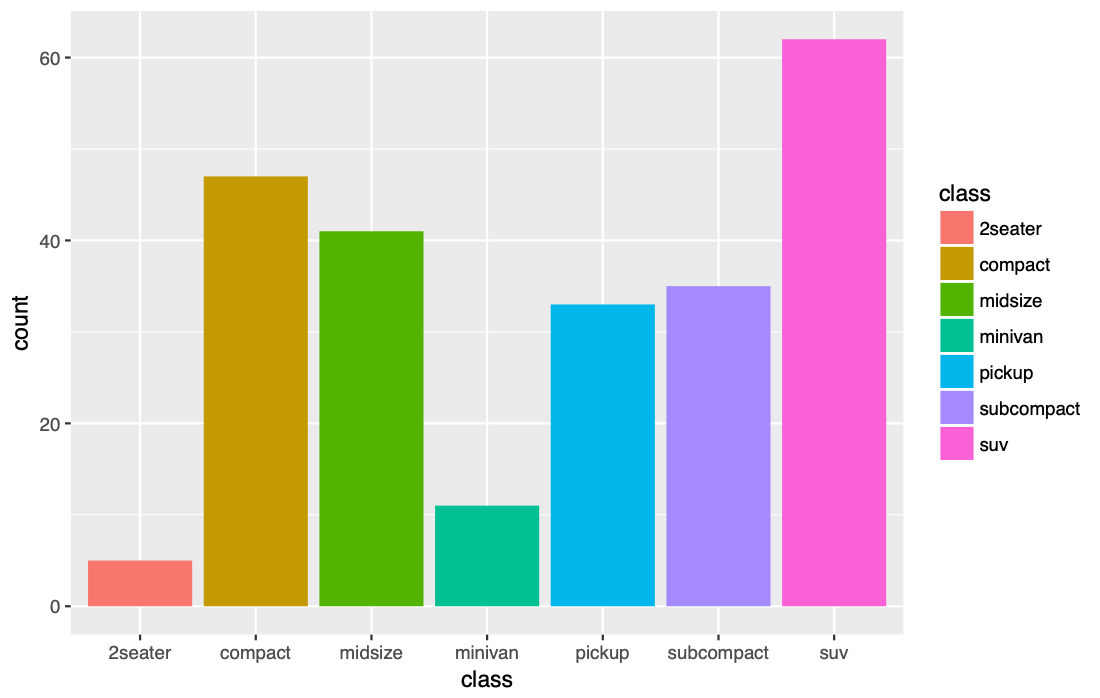 60
40
20
0
count
2seater compact midsize minivan pickup subcompact suv
class
class
2seater
compact
midsize
minivan
pickup
subcompact
suv